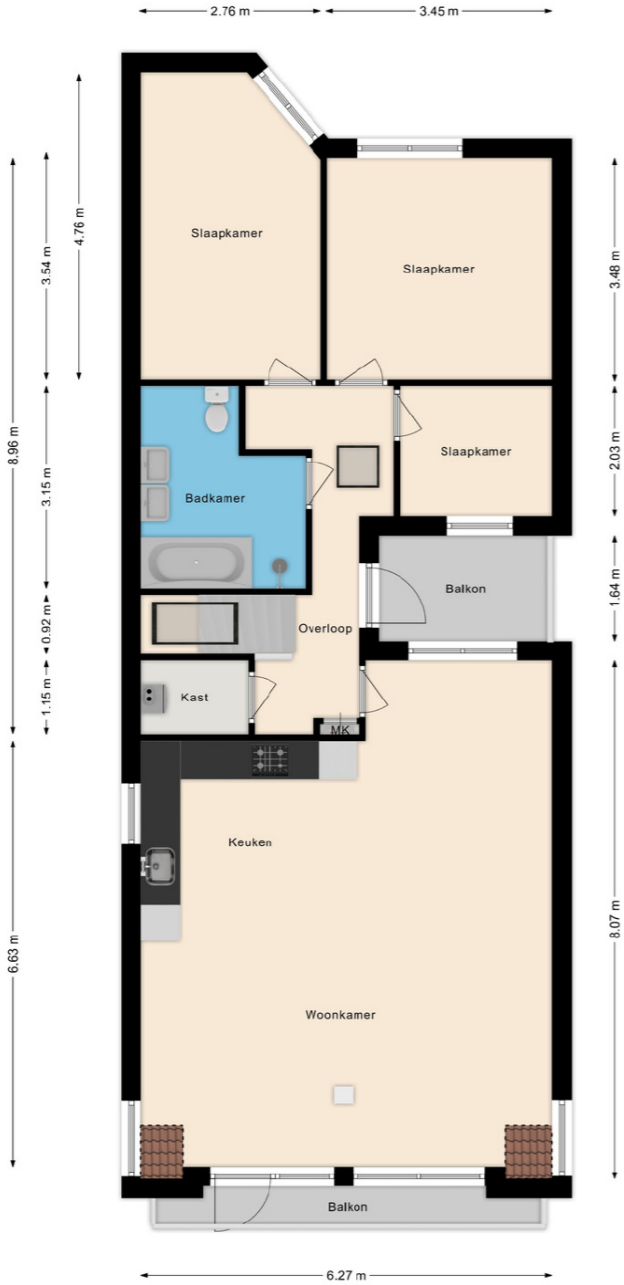 2.76 m
3.45 m
4.76 m
3.54 m
3.48 m
Slaapkamer
Slaapkamer
8.96 m
3.15 m
2.03 m
Slaapkamer
Badkamer
1.64 m
Balkon
0.92 m
Overloop
1.15 m
Kast
MK
Keuken
6.63 m
8.07 m
Woonkamer
Balkon
6.27 m